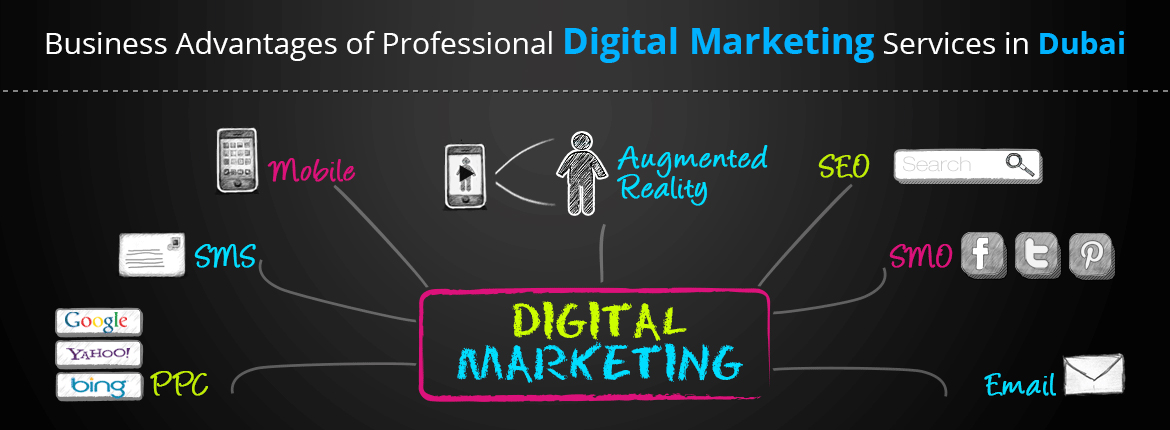 Business Advantages of Professional Digital Marketing Services in Dubai
Mobile
Augmented
Reality
SEO
Search
SMS
SMO
f
t
p
Google
YAHOO!
bing
PPC
DIGITAL
MARKETING
Email